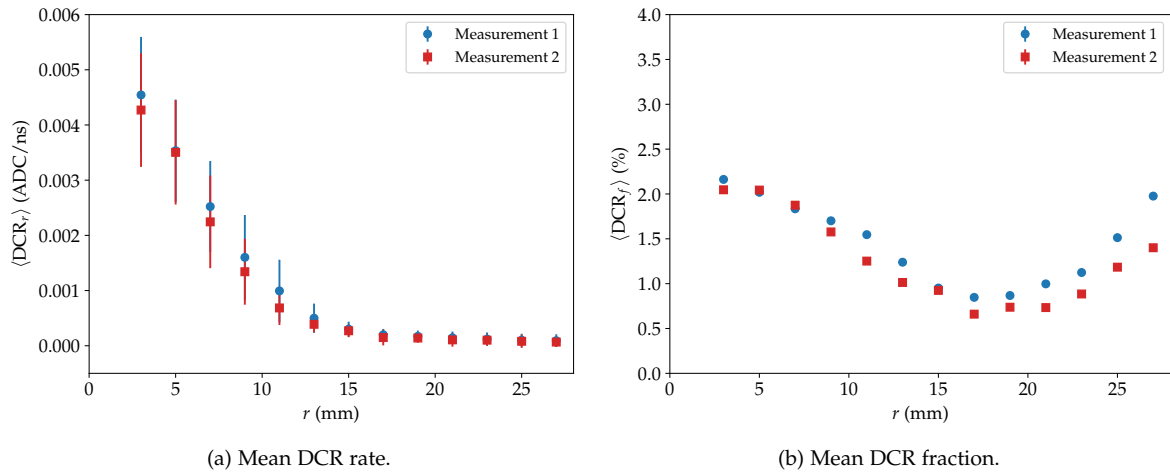 0.006
0.005
0.004
0.003
0.002
0.001
0.000
⟨DCR_r⟩ (ADC/ns)
Measurement 1
Measurement 2
0 5 10 15 20 25
r (mm)
(a) Mean DCR rate.
4.0
3.5
3.0
2.5
2.0
1.5
1.0
0.5
0.0
⟨DCR_f⟩ (%)
Measurement 1
Measurement 2
0 5 10 15 20 25
r (mm)
(b) Mean DCR fraction.